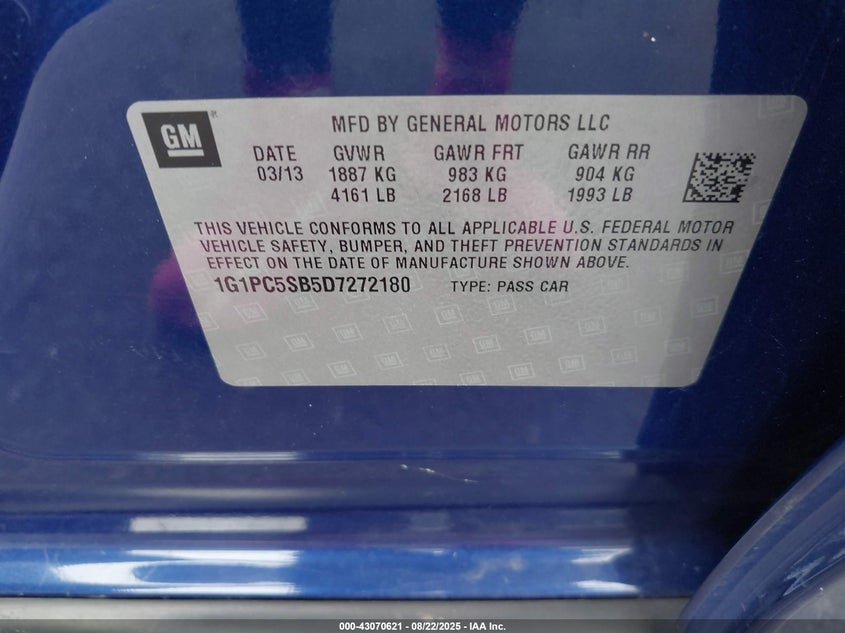 GM
MFD BY GENERAL MOTORS LLC
DATE GVWR GAWR FRT GAWR RR
03/13 1887 KG 983 KG 904 KG
4161 LB 2168 LB 1993 LB
THIS VEHICLE CONFORMS TO ALL APPLICABLE U.S. FEDERAL MOTOR
VEHICLE SAFETY, BUMPER, AND THEFT PREVENTION STANDARDS IN
EFFECT ON THE DATE OF MANUFACTURE SHOWN ABOVE.
1G1PC5SB5D7272180 TYPE: PASS CAR
000-43070621 - 08/22/2025 - IAA Inc.